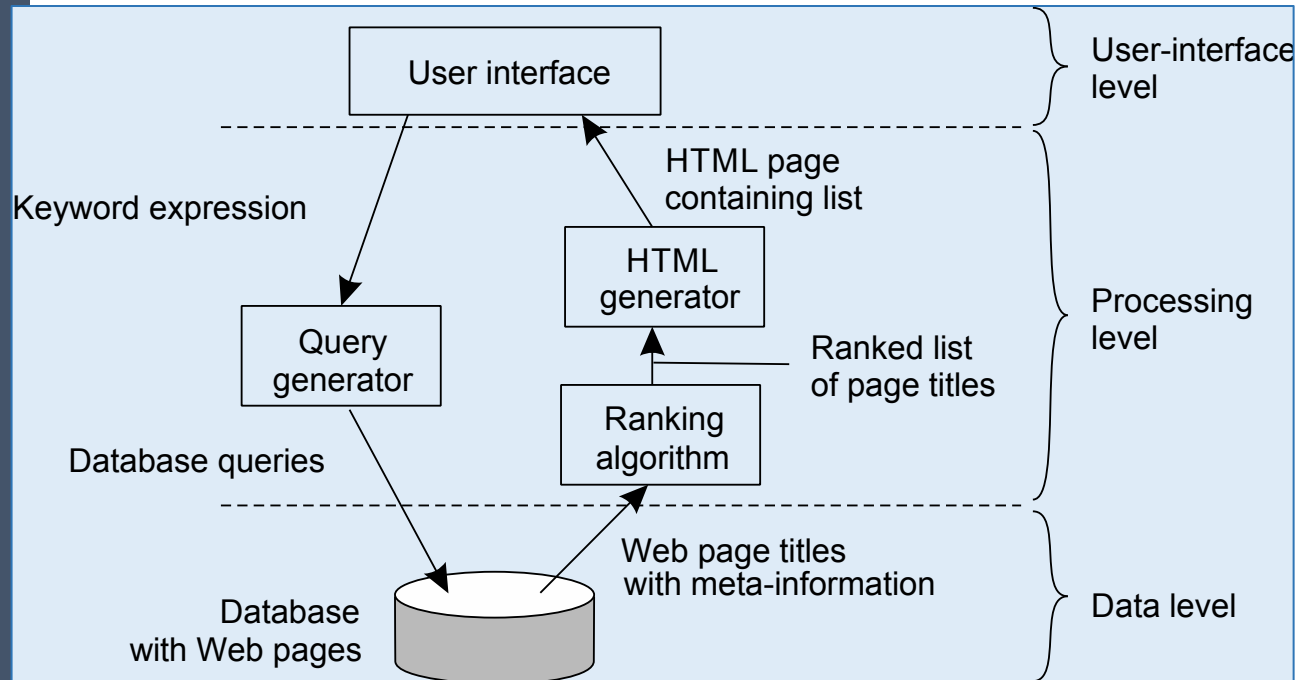 User interface
User-interface
level
HTML page
containing list
Keyword expression
HTML
generator
Processing
level
Query
generator
Ranked list
of page titles
Ranking
algorithm
Database queries
Web page titles
with meta-information
Database
with Web pages
Data level